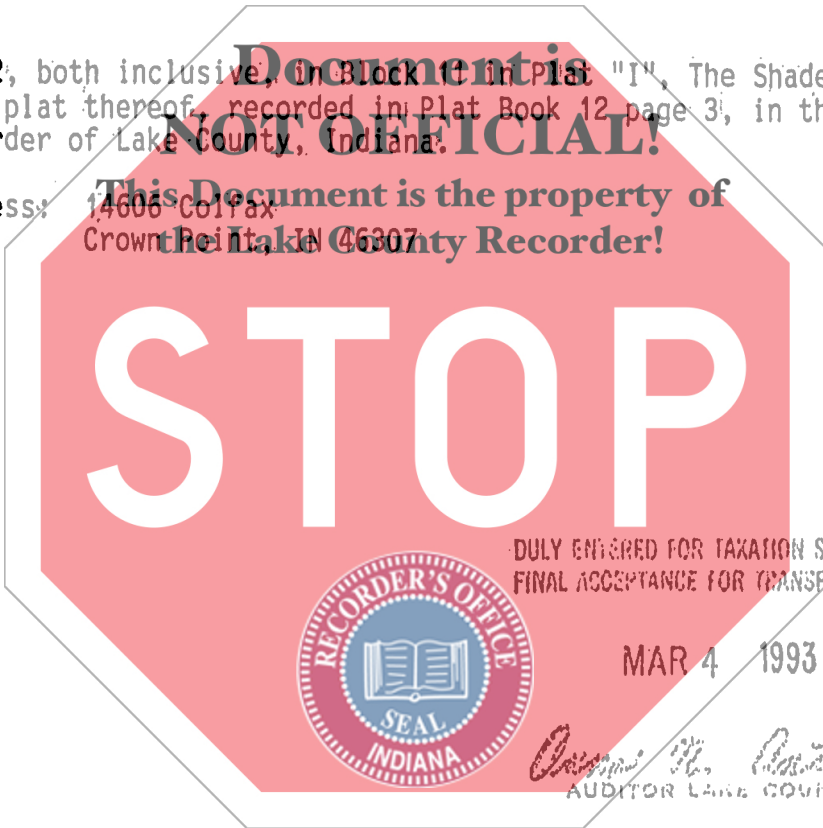 , both inclusive, in Block 11 in Plat "I", The Shade
plat thereof, recorded in Plat Book 12 page 3, in th
der of Lake County, Indiana.
ess: 14606 Colfax
Crown Point, IN 46307
Document is
NOT OFFICIAL!
This Document is the property of
the Lake County Recorder!
STOP
DULY ENTERED FOR TAXATION S
FINAL ACCEPTANCE FOR TRANSF
RECORDER'S OFFICE
SEAL
INDIANA
MAR 4 1993
AUDITOR LAKE COUN